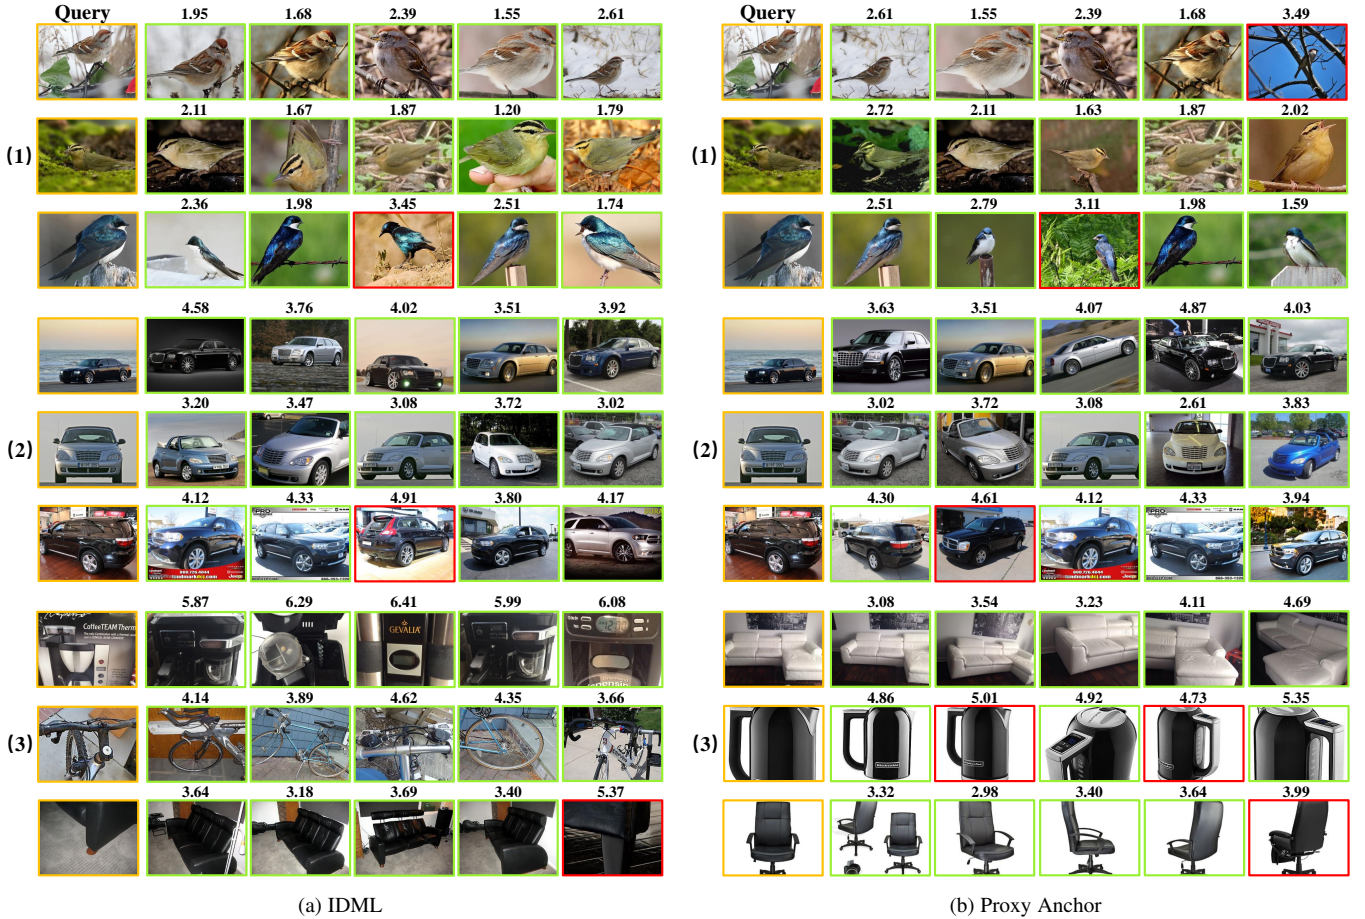 Query 1.95 1.68 2.39 1.55 2.61
2.11 1.67 1.87 1.20 1.79
(1)
2.36 1.98 3.45 2.51 1.74
4.58 3.76 4.02 3.51 3.92
3.20 3.47 3.08 3.72 3.02
(2)
4.12 4.33 4.91 3.80 4.17
5.87 6.29 6.41 5.99 6.08
CoffeeTEAM Therm
GEVALIA
4.14 3.89 4.62 4.35 3.66
(3)
3.64 3.18 3.69 3.40 5.37
(a) IDML
Query 2.61 1.55 2.39 1.68 3.49
2.72 2.11 1.63 1.87 2.02
(1)
2.51 2.79 3.11 1.98 1.59
3.63 3.51 4.07 4.87 4.03
3.02 3.72 3.08 2.61 3.83
(2)
4.30 4.61 4.12 4.33 3.94
3.08 3.54 3.23 4.11 4.69
4.86 5.01 4.92 4.73 5.35
(3)
3.32 2.98 3.40 3.64 3.99
(b) Proxy Anchor